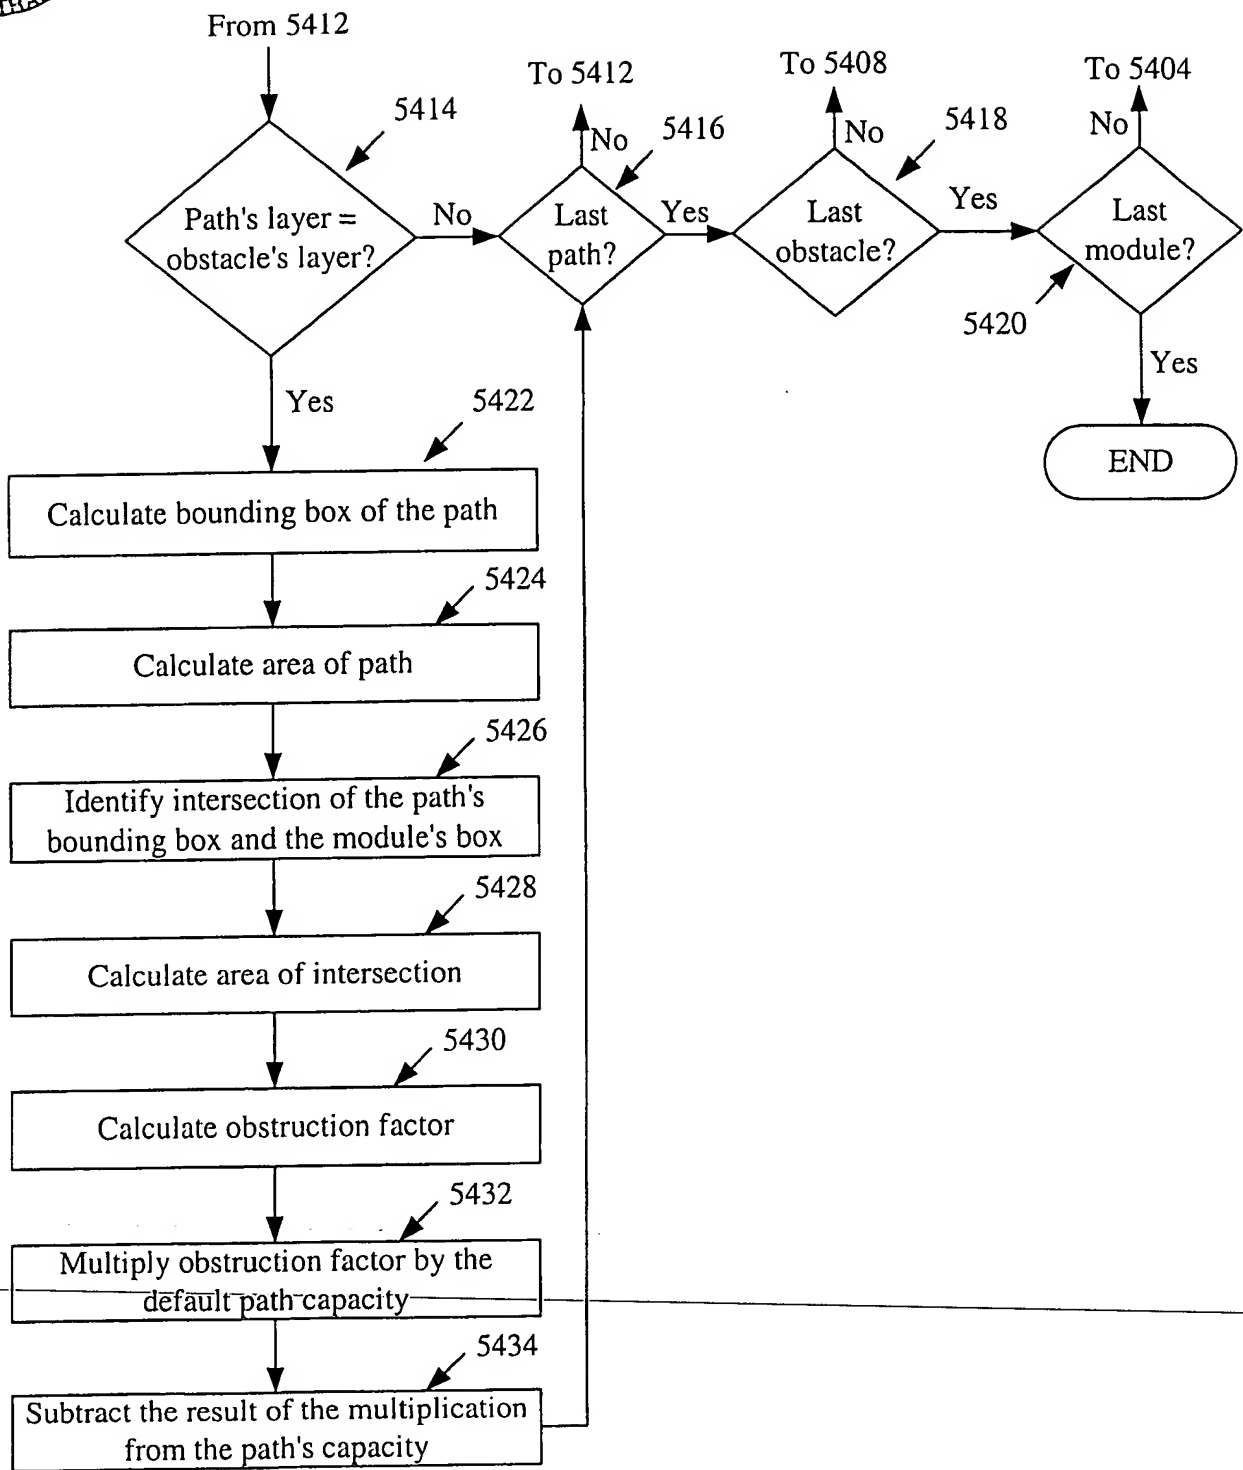 From 5412
5414
Path's layer =
obstacle's layer?
No
Yes
To 5412
No
5416
Last
path?
Yes
To 5408
No
5418
Last
obstacle?
Yes
To 5404
No
Last
module?
5420
Yes
END
5422
Calculate bounding box of the path
5424
Calculate area of path
5426
Identify intersection of the path's
bounding box and the module's box
5428
Calculate area of intersection
5430
Calculate obstruction factor
5432
Multiply obstruction factor by the
default path capacity
5434
Subtract the result of the multiplication
from the path's capacity